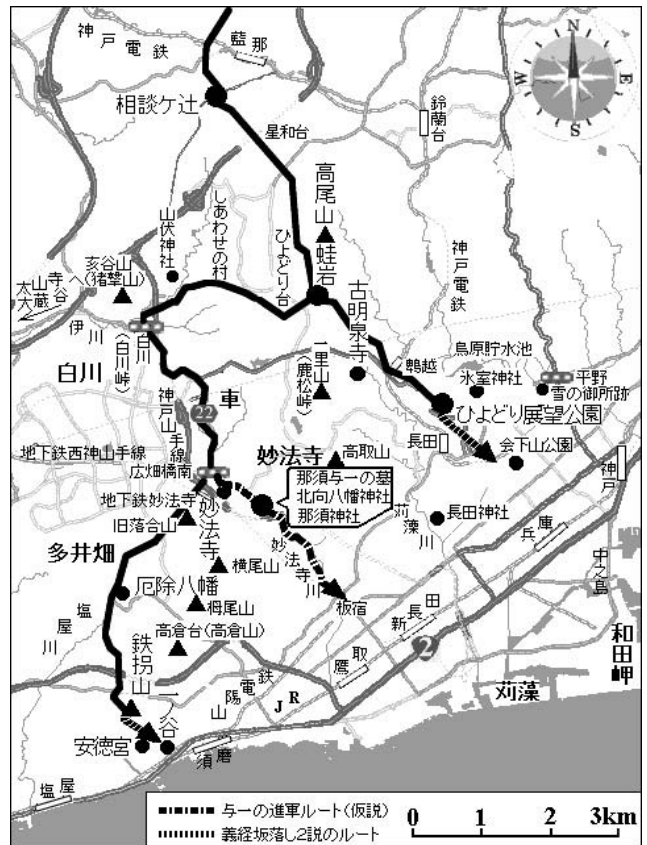 神戸電鉄
藍那
N
W
E
S
相談ケ辻
星和台
鈴蘭台
高尾山
山伏神社
しあわせの村
ひよどり台
蛙岩
神戸電鉄
亥谷山
(猪撃山)
太山寺
大蔵谷へ
伊川
白川
(白川峠)
白川
古明泉寺
一里山
(鹿松峠)
鵯越
烏原貯水池
氷室神社
平野
雪の御所跡
ひよどり展望公園
会下山公園
車
22
神戸山手線
地下鉄西神山手線
広畑橋南
妙法寺
高取山
長田
神戸
那須与一の墓
北向八幡神社
那須神社
地下鉄妙法寺
旧落合山
妙法寺
妙法寺川
苅藻川
長田神社
兵庫
中之島
多井畑
横尾山
板宿
厄除八幡
栂尾山
新長田
2
和田岬
塩屋川
高倉台(高倉山)
鷹取
苅藻
鉄拐山
一ノ谷
山陽電鉄
JR
安徳宮
須磨
塩屋
与一の進軍ルート(仮説)
義経坂落し2説のルート
0 1 2 3km